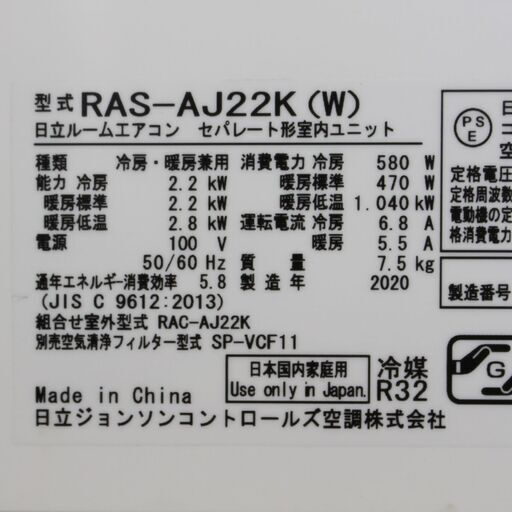 型式 RAS-AJ22K (W)
日立ルームエアコン セパレート形室内ユニット
種類 冷房・暖房兼用 消費電力 冷房 580 W
能力 冷房 2.2 kW 暖房標準 470 W
暖房標準 2.2 kW 暖房低温 1.040 kW
暖房低温 2.8 kW 運転電流 冷房 6.8 A
電源 100 V 暖房 5.5 A
50/60 Hz 質量 7.5 kg
通年エネルギー消費効率 5.8 製造年 2020
(JIS C 9612:2013)
組合せ室外型式 RAC-AJ22K
別売空気清浄フィルター型式 SP-VCF11
日本国内家庭用
Use only in Japan.
冷媒
R32
Made in China
日立ジョンソンコントロールズ空調株式会社
PS
E
日
コ
空
定格電圧
定格周波数
電動機の定
格消費電力
製造番号
G